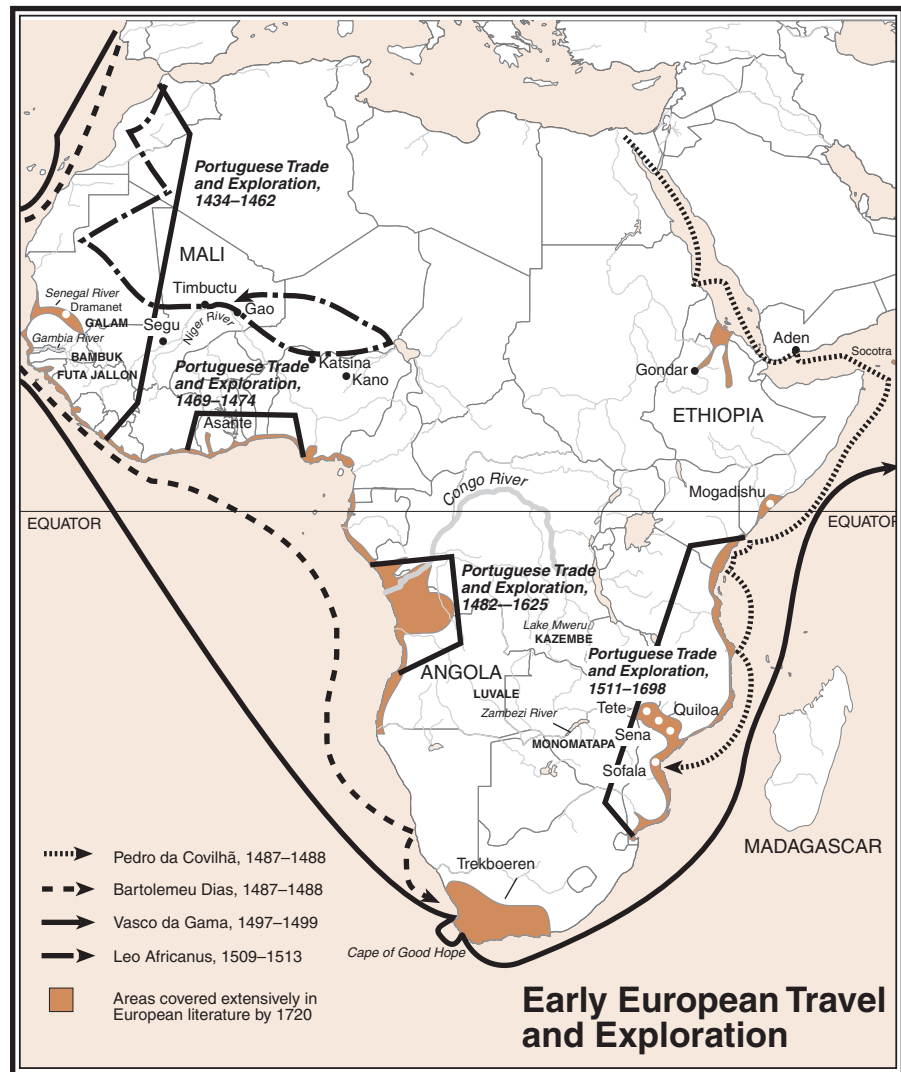 Portuguese Trade
and Exploration,
1434–1462
MALI
Timbuctu
Senegal River
Dramanet
GALAM
Segu
Niger River
Gao
Gambia River
BAMBUK
FUTA JALLON
Portuguese Trade
and Exploration,
1469–1474
Katsina
Kano
Asante
Aden
Socotra
Gondar
ETHIOPIA
Mogadishu
Congo River
EQUATOR
EQUATOR
Portuguese Trade
and Exploration,
1482—1625
Lake Mweru
KAZEMBE
Portuguese Trade
and Exploration,
1511–1698
ANGOLA
LUVALE
Tete
Quiloa
Zambezi River
Sena
MONOMATAPA
Sofala
MADAGASCAR
Trekboeren
Cape of Good Hope
Pedro da Covilhã, 1487–1488
Bartolemeu Dias, 1487–1488
Vasco da Gama, 1497–1499
Leo Africanus, 1509–1513
Areas covered extensively in
European literature by 1720
Early European Travel
and Exploration